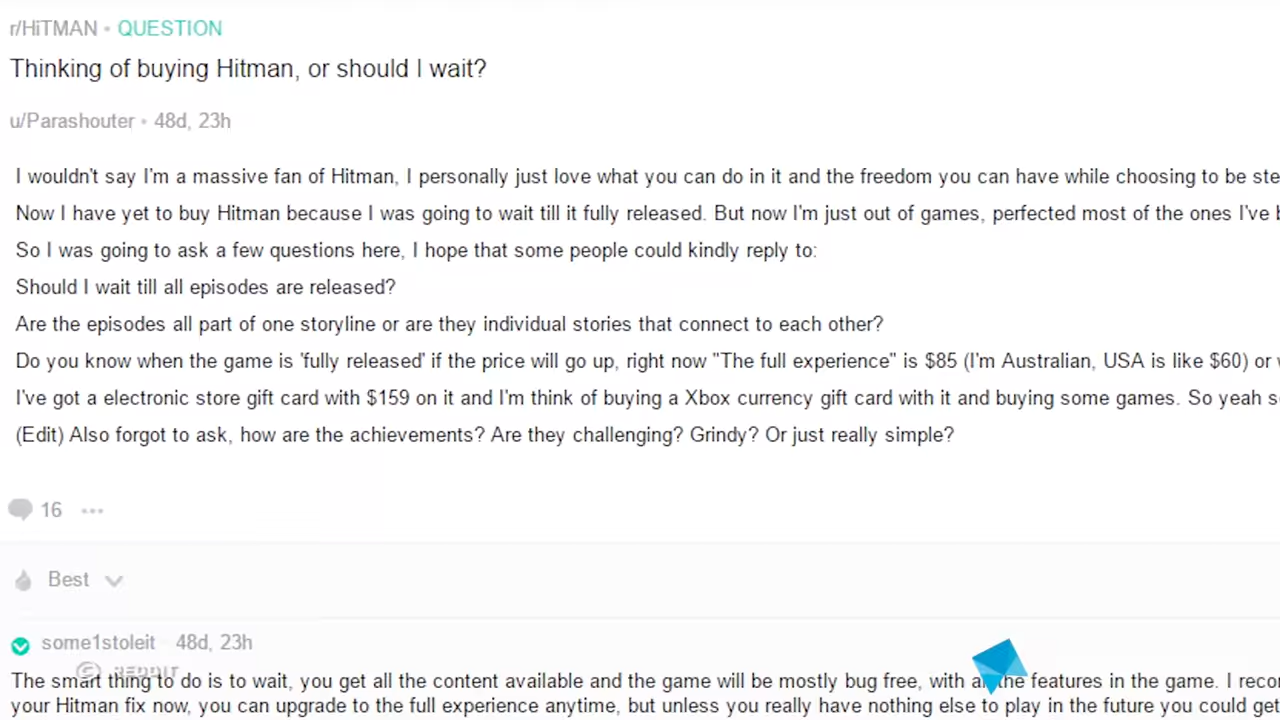 r/HiTMAN • QUESTION
Thinking of buying Hitman, or should I wait?
u/Parashouter • 48d, 23h
I wouldn't say I'm a massive fan of Hitman, I personally just love what you can do in it and the freedom you can have while choosing to be ste
Now I have yet to buy Hitman because I was going to wait till it fully released. But now I'm just out of games, perfected most of the ones I've b
So I was going to ask a few questions here, I hope that some people could kindly reply to:
Should I wait till all episodes are released?
Are the episodes all part of one storyline or are they individual stories that connect to each other?
Do you know when the game is 'fully released' if the price will go up, right now "The full experience" is $85 (I'm Australian, USA is like $60) or w
I've got a electronic store gift card with $159 on it and I'm think of buying a Xbox currency gift card with it and buying some games. So yeah s
(Edit) Also forgot to ask, how are the achievements? Are they challenging? Grindy? Or just really simple?
16 •••
Best
some1stoleit 48d, 23h
© REDDIT
The smart thing to do is to wait, you get all the content available and the game will be mostly bug free, with all the features in the game. I recor
your Hitman fix now, you can upgrade to the full experience anytime, but unless you really have nothing else to play in the future you could get